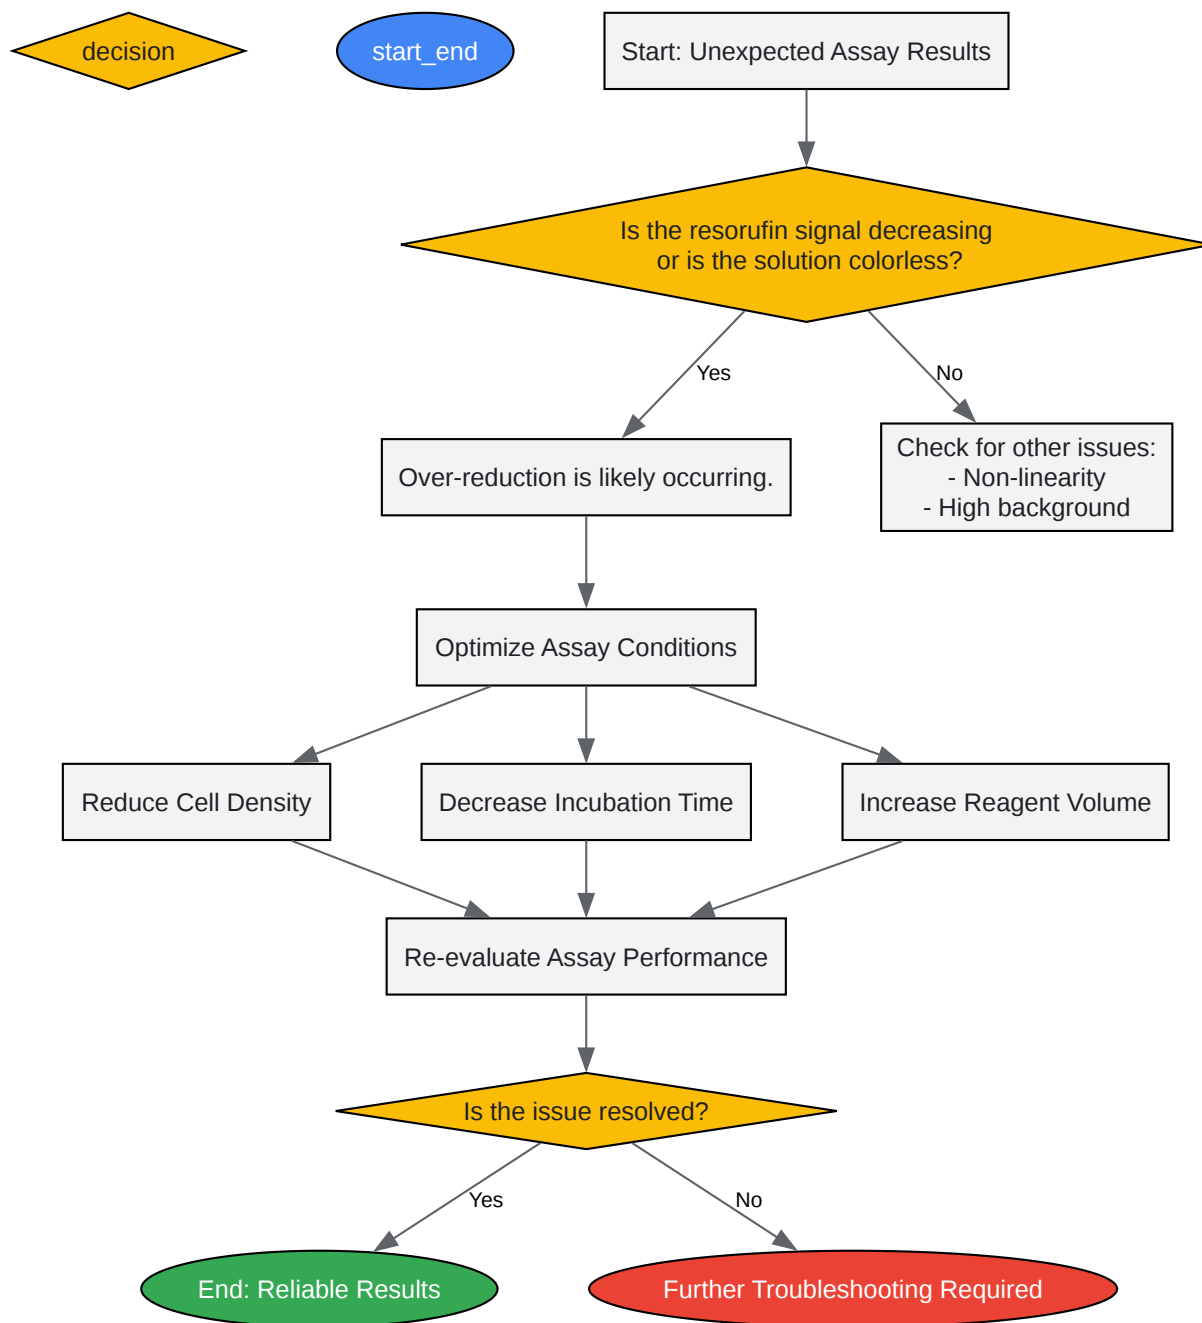 decision
start_end
Start: Unexpected Assay Results
Is the resorufin signal decreasing
or is the solution colorless?
Yes
No
Over-reduction is likely occurring.
Check for other issues:
- Non-linearity
- High background
Optimize Assay Conditions
Reduce Cell Density
Decrease Incubation Time
Increase Reagent Volume
Re-evaluate Assay Performance
Is the issue resolved?
Yes
No
End: Reliable Results
Further Troubleshooting Required